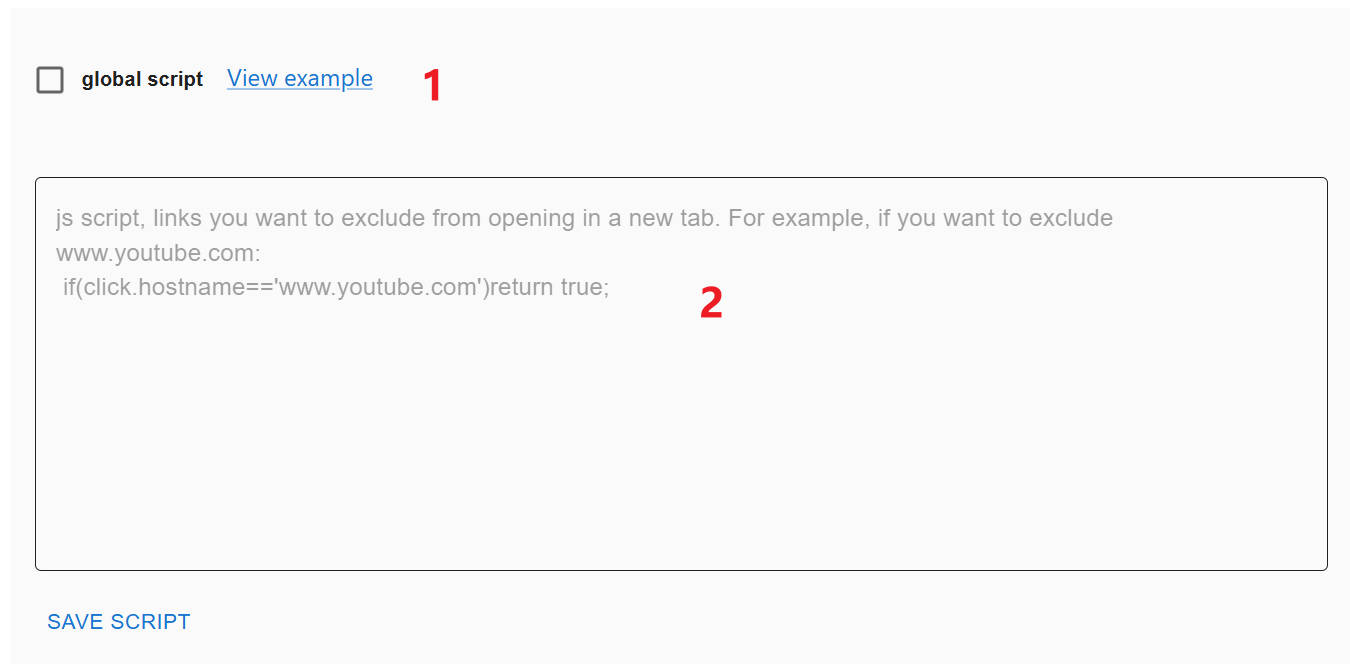 global script View example 1
js script, links you want to exclude from opening in a new tab. For example, if you want to exclude
www.youtube.com:
if(click.hostname=='www.youtube.com')return true;
2
SAVE SCRIPT